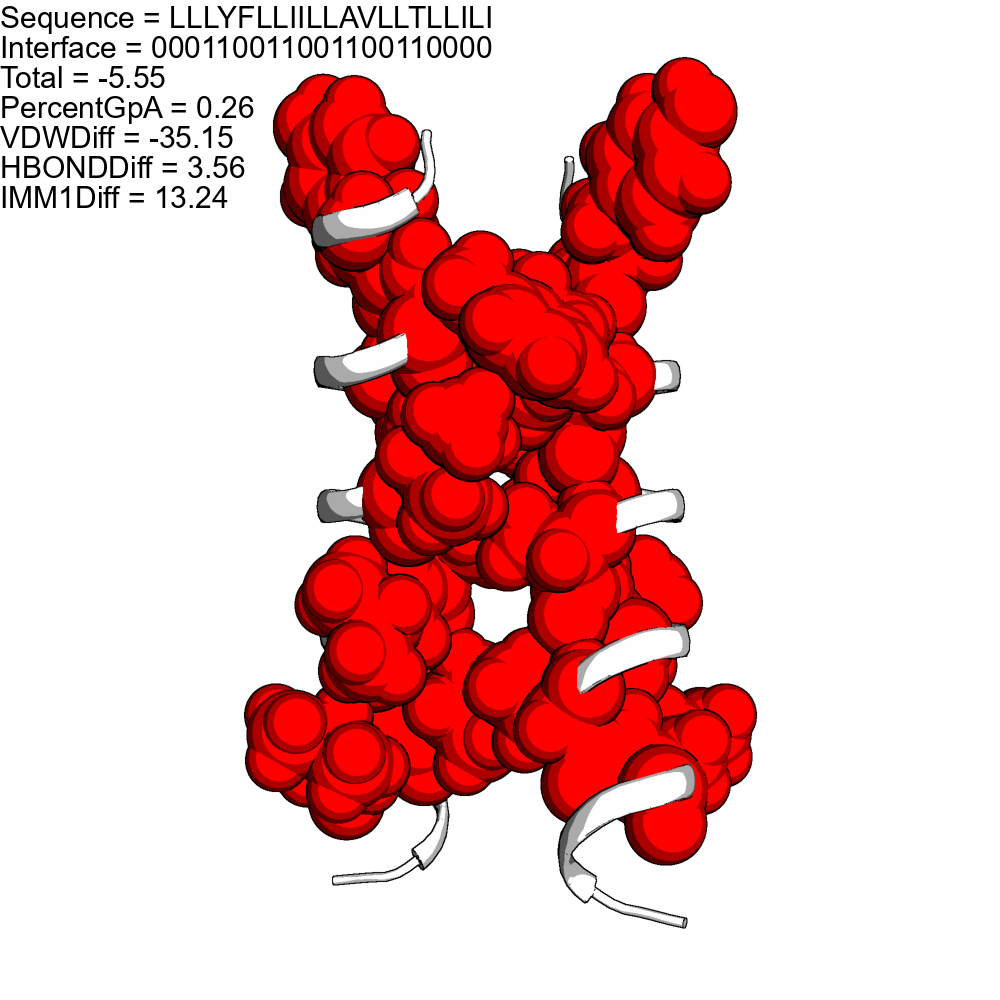 Sequence = LLLYFLLIILLAVLLTLLILI
Interface = 000110011001100110000
Total = -5.55
PercentGpA = 0.26
VDWDiff = -35.15
HBONDDiff = 3.56
IMM1Diff = 13.24